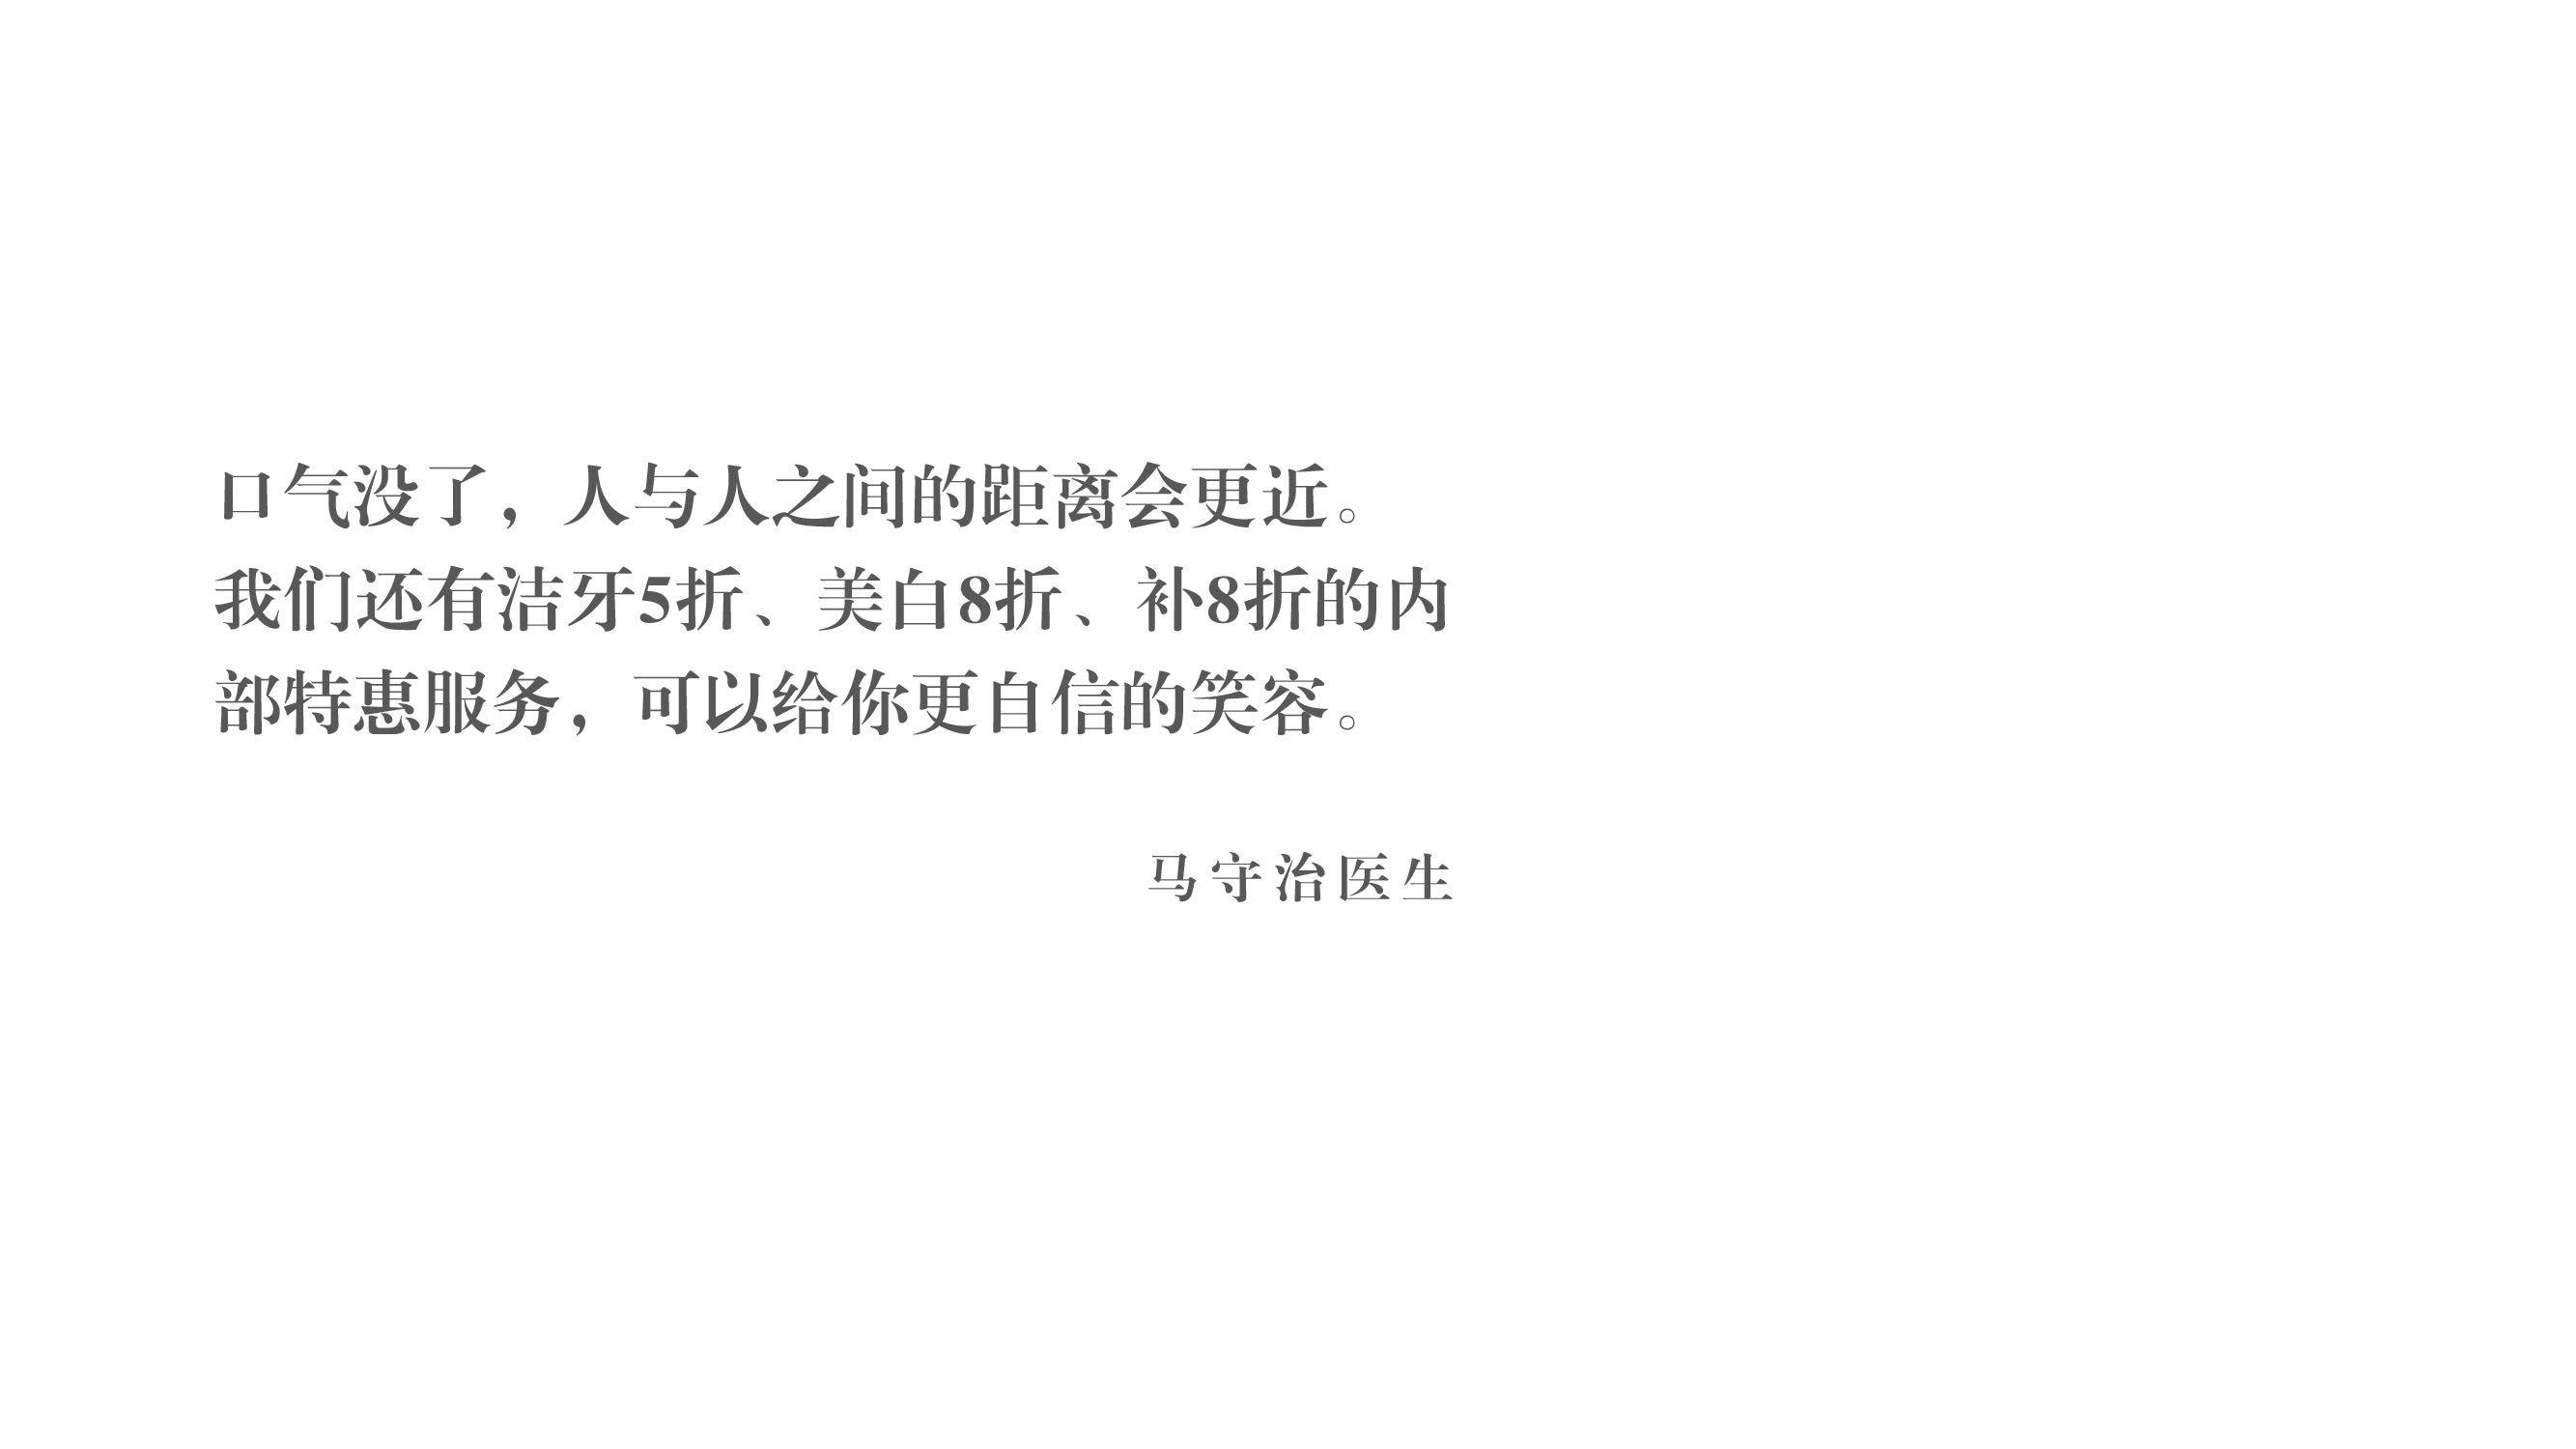 口气没了，人与人之间的距离会更近。
我们还有洁牙5折、美白8折、补8折的内
部特惠服务，可以给你更自信的笑容。
马守治医生